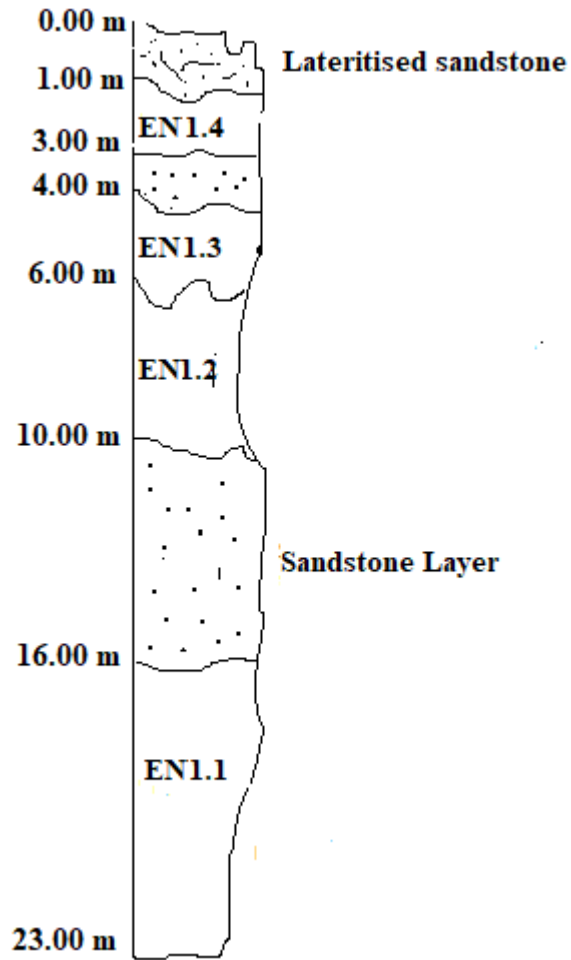 0.00 m
Lateritised sandstone
1.00 m
EN1.4
3.00 m
4.00 m
EN1.3
6.00 m
EN1.2
10.00 m
Sandstone Layer
16.00 m
EN1.1
23.00 m